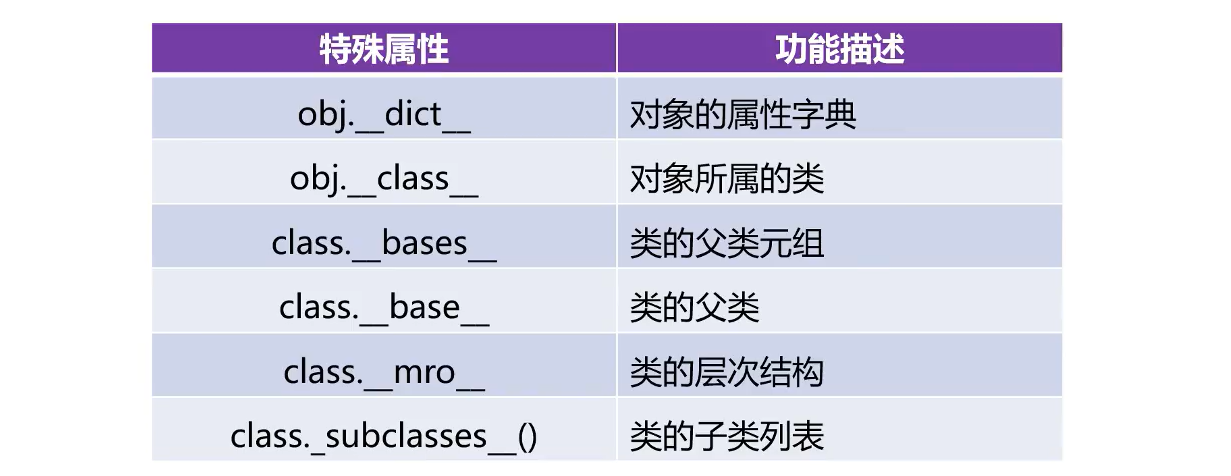 特殊属性 功能描述
obj.__dict__ 对象的属性字典
obj.__class__ 对象所属的类
class.__bases__ 类的父类元组
class.__base__ 类的父类
class.__mro__ 类的层次结构
class._subclasses__() 类的子类列表